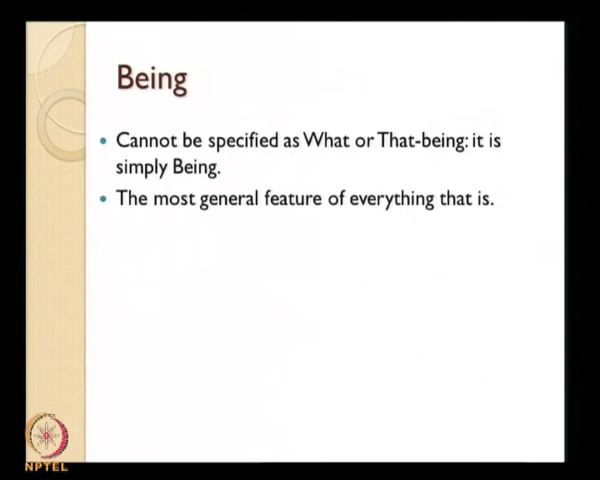 Being
Cannot be specified as What or That-being: it is
simply Being.
The most general feature of everything that is.
NPTEL